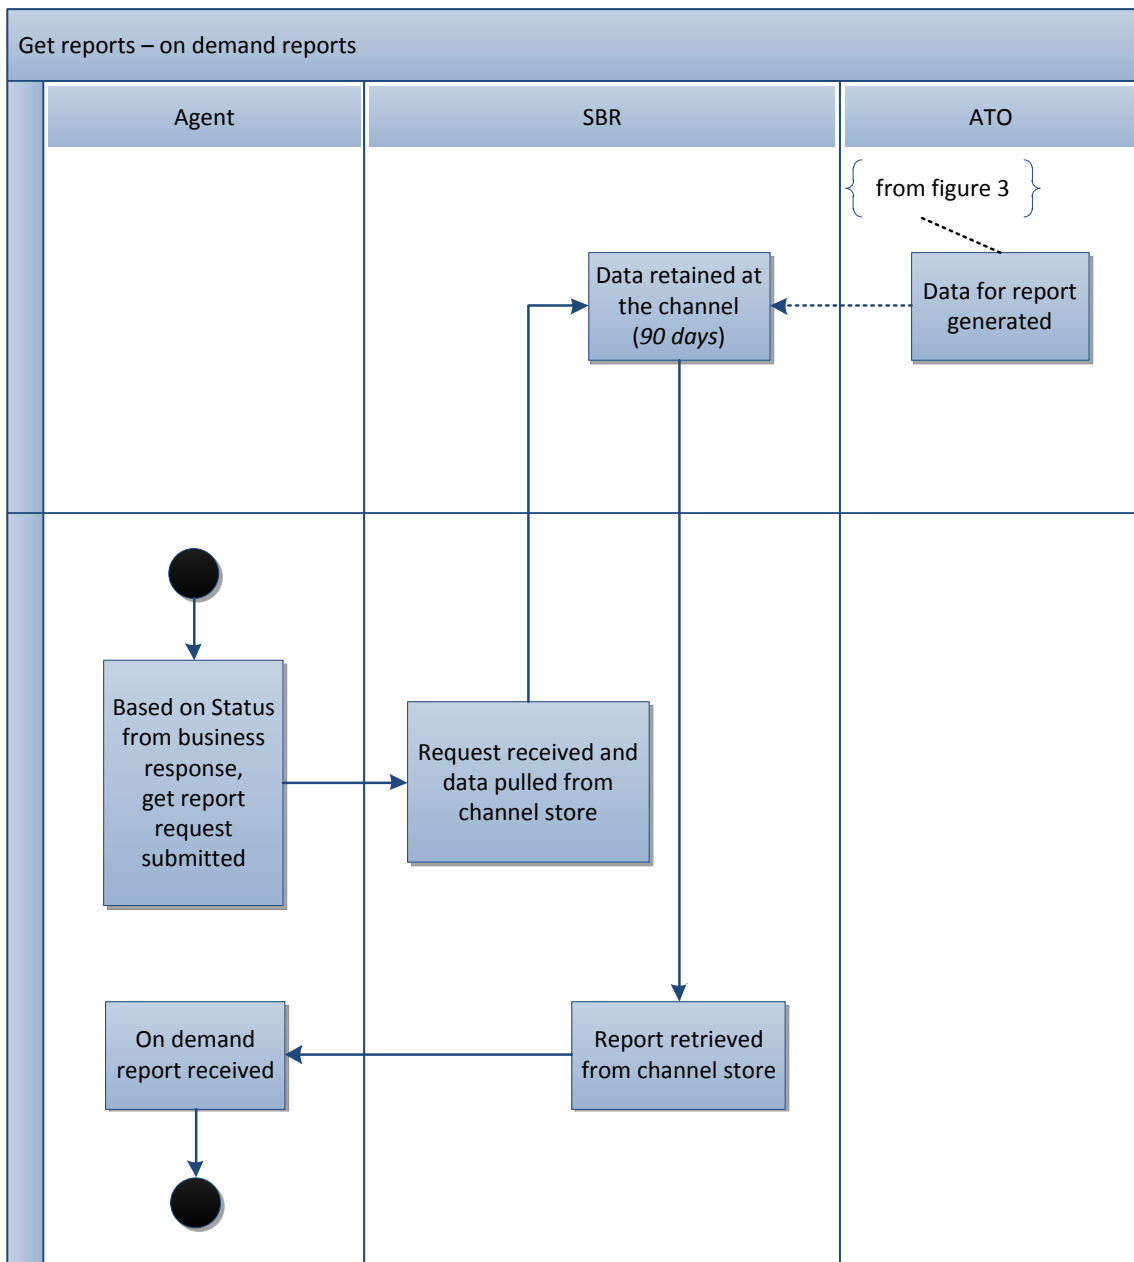 Get reports – on demand reports
Agent
SBR
ATO
from figure 3
Data retained at
the channel
(90 days)
Data for report
generated
Based on Status
from business
response,
get report
request
submitted
Request received and
data pulled from
channel store
On demand
report received
Report retrieved
from channel store